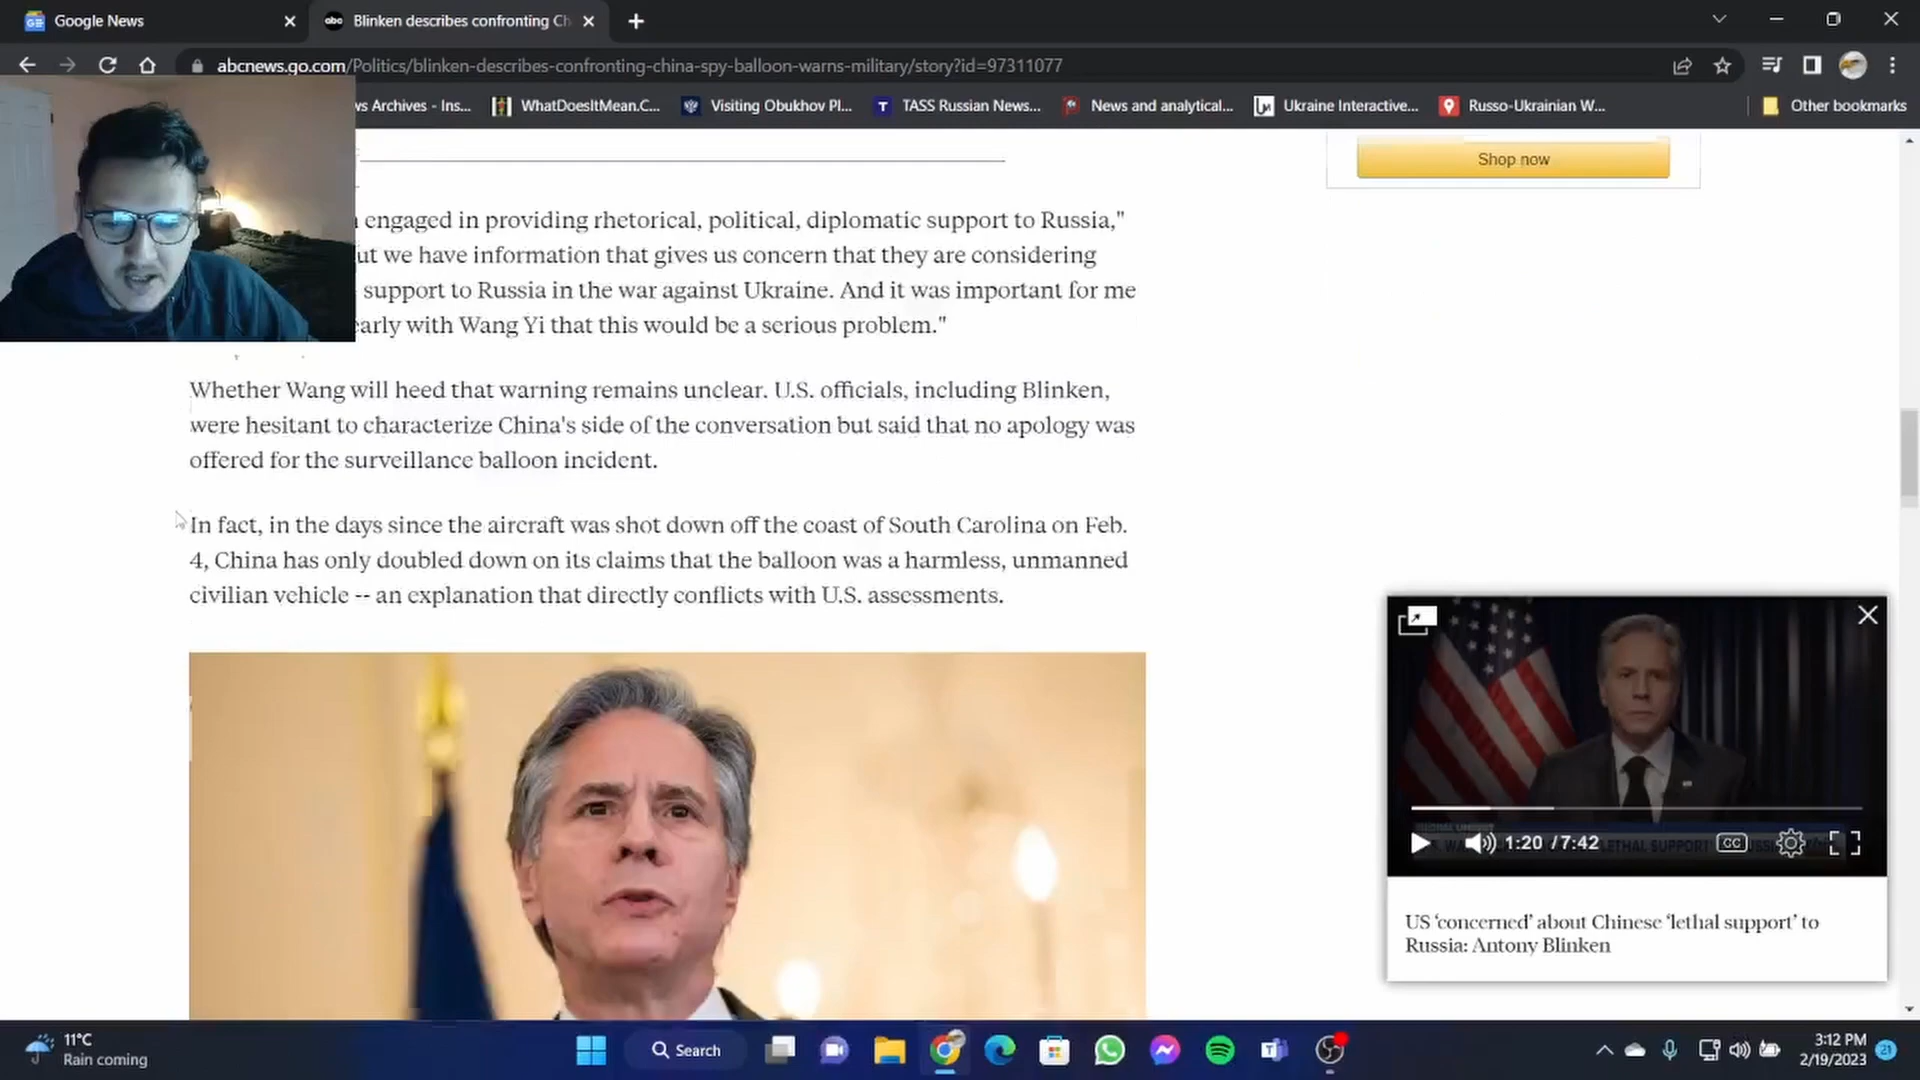 Google News
Blinken describes confronting Ch
abcnews.go.com/Politics/blinken-describes-confronting-china-spy-balloon-warns-military/story?id=97311077
ws Archives - Ins...
WhatDoesItMean.C...
Visiting Obukhov Pl...
TASS Russian News...
News and analytical...
Ukraine Interactive...
Russo-Ukrainian W...
Other bookmarks
Shop now
engaged in providing rhetorical, political, diplomatic support to Russia,"
ut we have information that gives us concern that they are considering
support to Russia in the war against Ukraine. And it was important for me
early with Wang Yi that this would be a serious problem."
Whether Wang will heed that warning remains unclear. U.S. officials, including Blinken,
were hesitant to characterize China's side of the conversation but said that no apology was
offered for the surveillance balloon incident.
In fact, in the days since the aircraft was shot down off the coast of South Carolina on Feb.
4, China has only doubled down on its claims that the balloon was a harmless, unmanned
civilian vehicle -- an explanation that directly conflicts with U.S. assessments.
1:20 / 7:42
CC
US 'concerned' about Chinese 'lethal support' to
Russia: Antony Blinken
11°C
Rain coming
Search
3:12 PM
2/19/2023
21